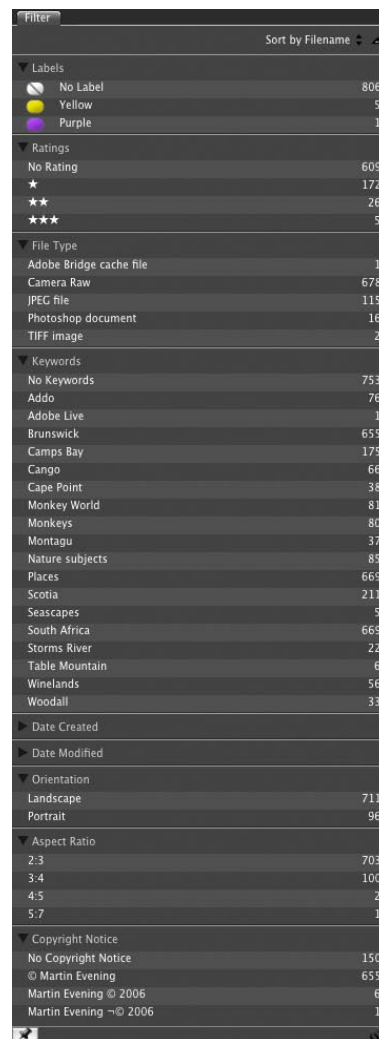 Filter
Sort by Filename
Labels
No Label 806
Yellow 5
Purple 1
Ratings
No Rating 609
★ 172
★★ 26
★★★ 5
File Type
Adobe Bridge cache file 1
Camera Raw 678
JPEG file 115
Photoshop document 16
TIFF image 2
Keywords
No Keywords 753
Addo 76
Adobe Live 1
Brunswick 655
Camps Bay 175
Cango 66
Cape Point 38
Monkey World 81
Monkeys 80
Montagu 37
Nature subjects 85
Places 669
Scotia 211
Seascapes 5
South Africa 669
Storms River 22
Table Mountain 6
Winelands 56
Woodall 33
Date Created
Date Modified
Orientation
Landscape 711
Portrait 96
Aspect Ratio
2:3 703
3:4 100
4:5 2
5:7 1
Copyright Notice
No Copyright Notice 150
© Martin Evening 655
Martin Evening © 2006 6
Martin Evening ¬© 2006 1